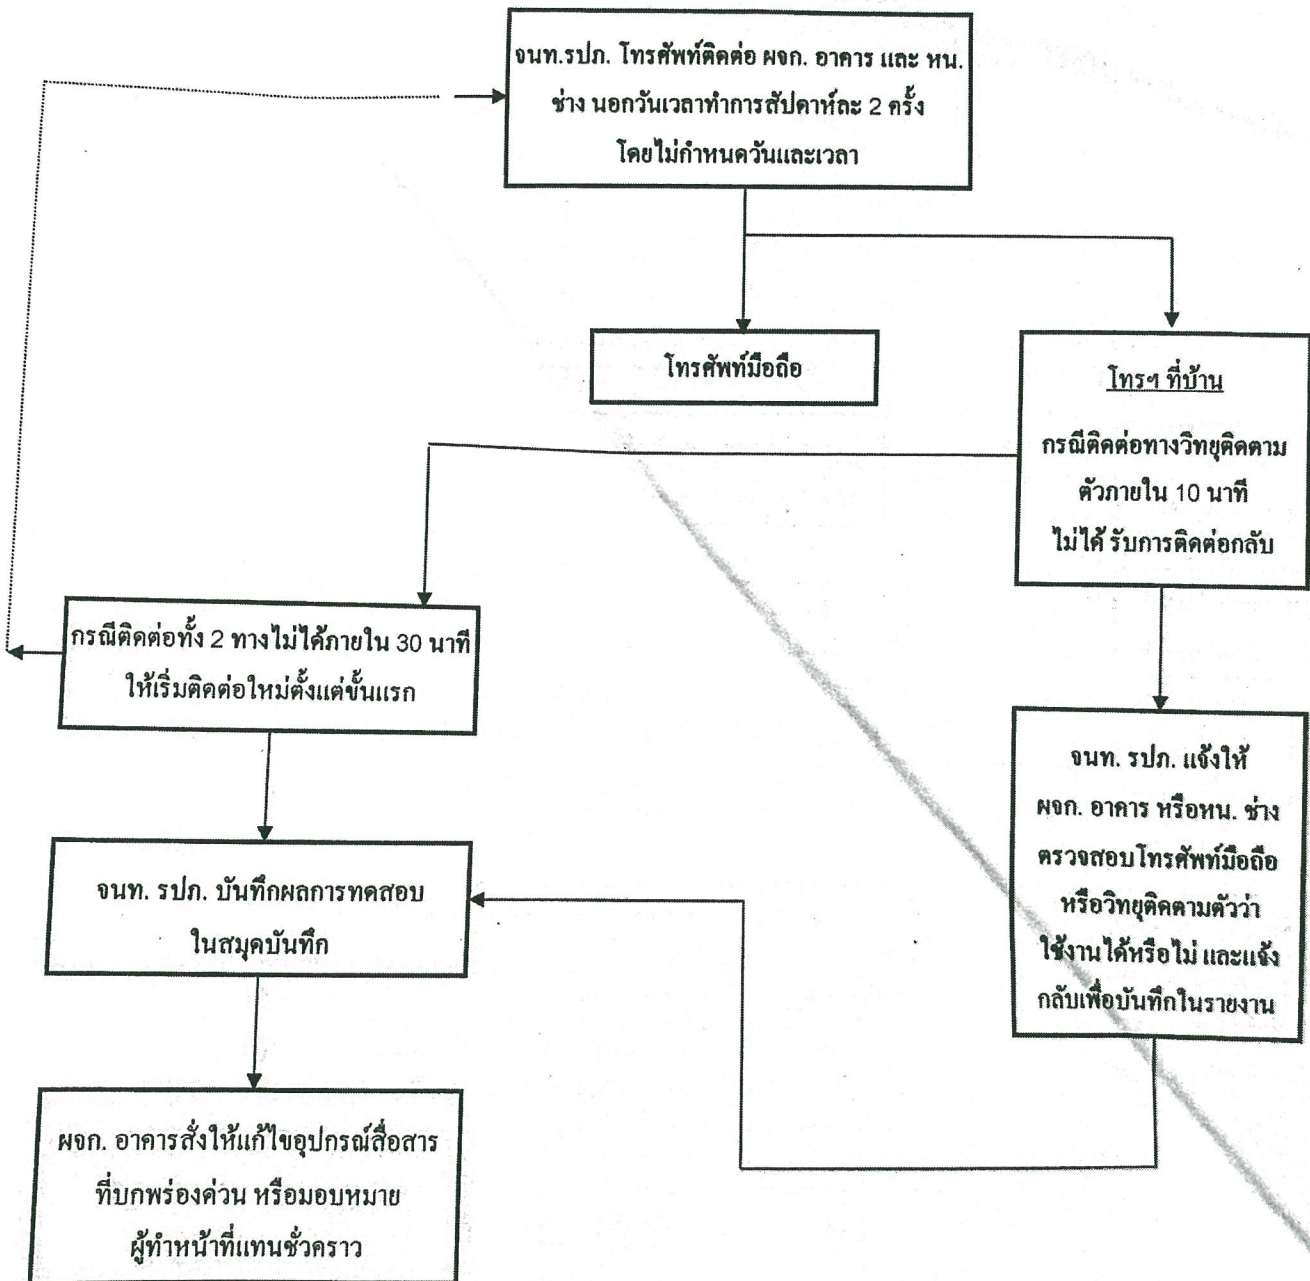 จนท.รปภ. โทรศัพท์ติดต่อ ผจก. อาคาร และ หน.
ช่าง นอกวันเวลาทำการสัปดาห์ละ 2 ครั้ง
โดยไม่กำหนดวันและเวลา
โทรศัพท์มือถือ
โทรฯ ที่บ้าน
กรณีติดต่อทางวิทยุติดตาม
ตัวภายใน 10 นาที
ไม่ได้ รับการติดต่อกลับ
กรณีติดต่อทั้ง 2 ทางไม่ได้ภายใน 30 นาที
ให้เริ่มติดต่อใหม่ตั้งแต่ขั้นแรก
จนท. รปภ. แจ้งให้
ผจก. อาคาร หรือหน. ช่าง
ตรวจสอบโทรศัพท์มือถือ
หรือวิทยุติดตามตัวว่า
ใช้งานได้หรือไม่ และแจ้ง
กลับเพื่อบันทึกในรายงาน
จนท. รปภ. บันทึกผลการทดสอบ
ในสมุดบันทึก
ผจก. อาคารสั่งให้แก้ไขอุปกรณ์สื่อสาร
ที่บกพร่องด่วน หรือมอบหมาย
ผู้ทำหน้าที่แทนชั่วคราว